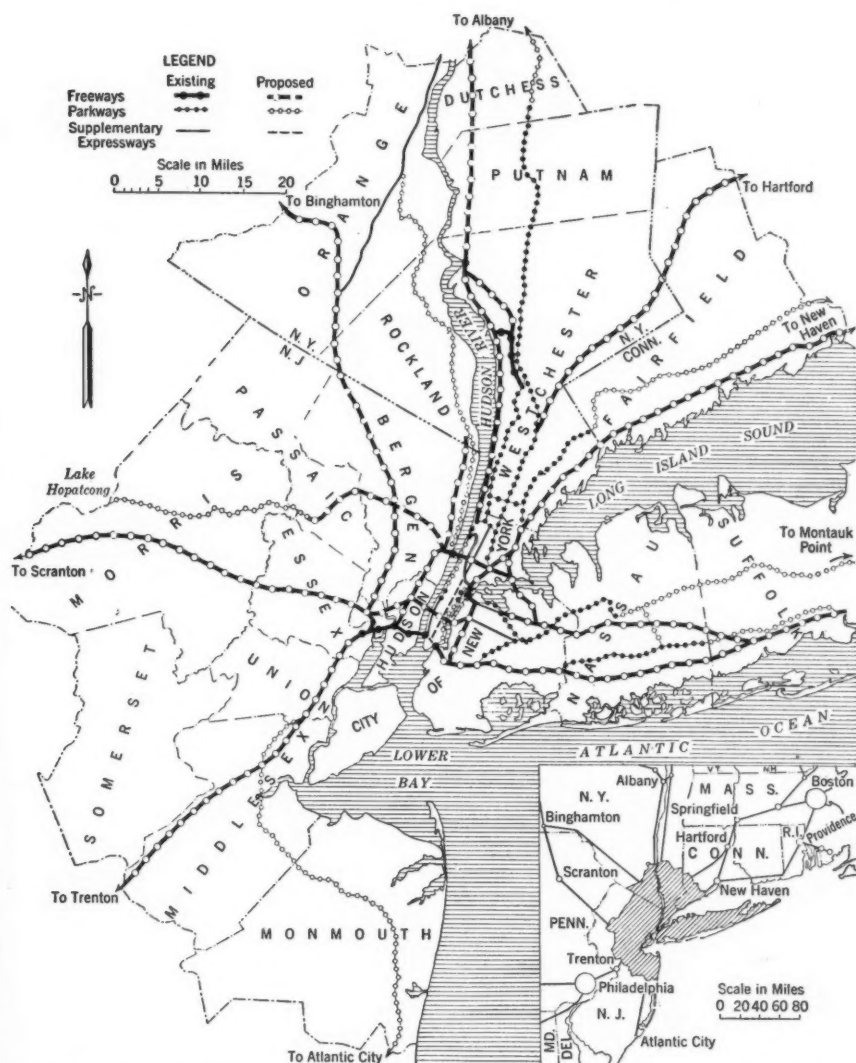 To Albany
LEGEND
Existing Proposed
Freeways
Parkways
Supplementary
Expressways
Scale in Miles
0 5 10 15 20
To Binghamton
N
DUTCHESS
PUTNAM
ORANGE
To Hartford
ROCKLAND
N.Y.
N.J
HUDSON RIVER
WESTCHESTER
N.Y.
CONN.
FAIRFIELD
To New
Haven
PASSAIC
BERGEN
LONG ISLAND SOUND
Lake
Hopatcong
MORRIS
ESSEX
To Scranton
HUDSON
CITY
OF
NEW
YORK
NASSAU
SUFFOLK
To Montauk
Point
SOMERSET
UNION
MIDDLESEX
LOWER
BAY
ATLANTIC OCEAN
To Trenton
MONMOUTH
To Atlantic City
VT.
N.H.
Albany
Boston
N.Y.
MASS.
Binghamton
Springfield
Hartford
R.I.
Providence
CONN.
Scranton
New Haven
PENN.
Trenton
Philadelphia
Scale in Miles
0 20 40 60 80
N.J.
MD.
DEL.
Atlantic City